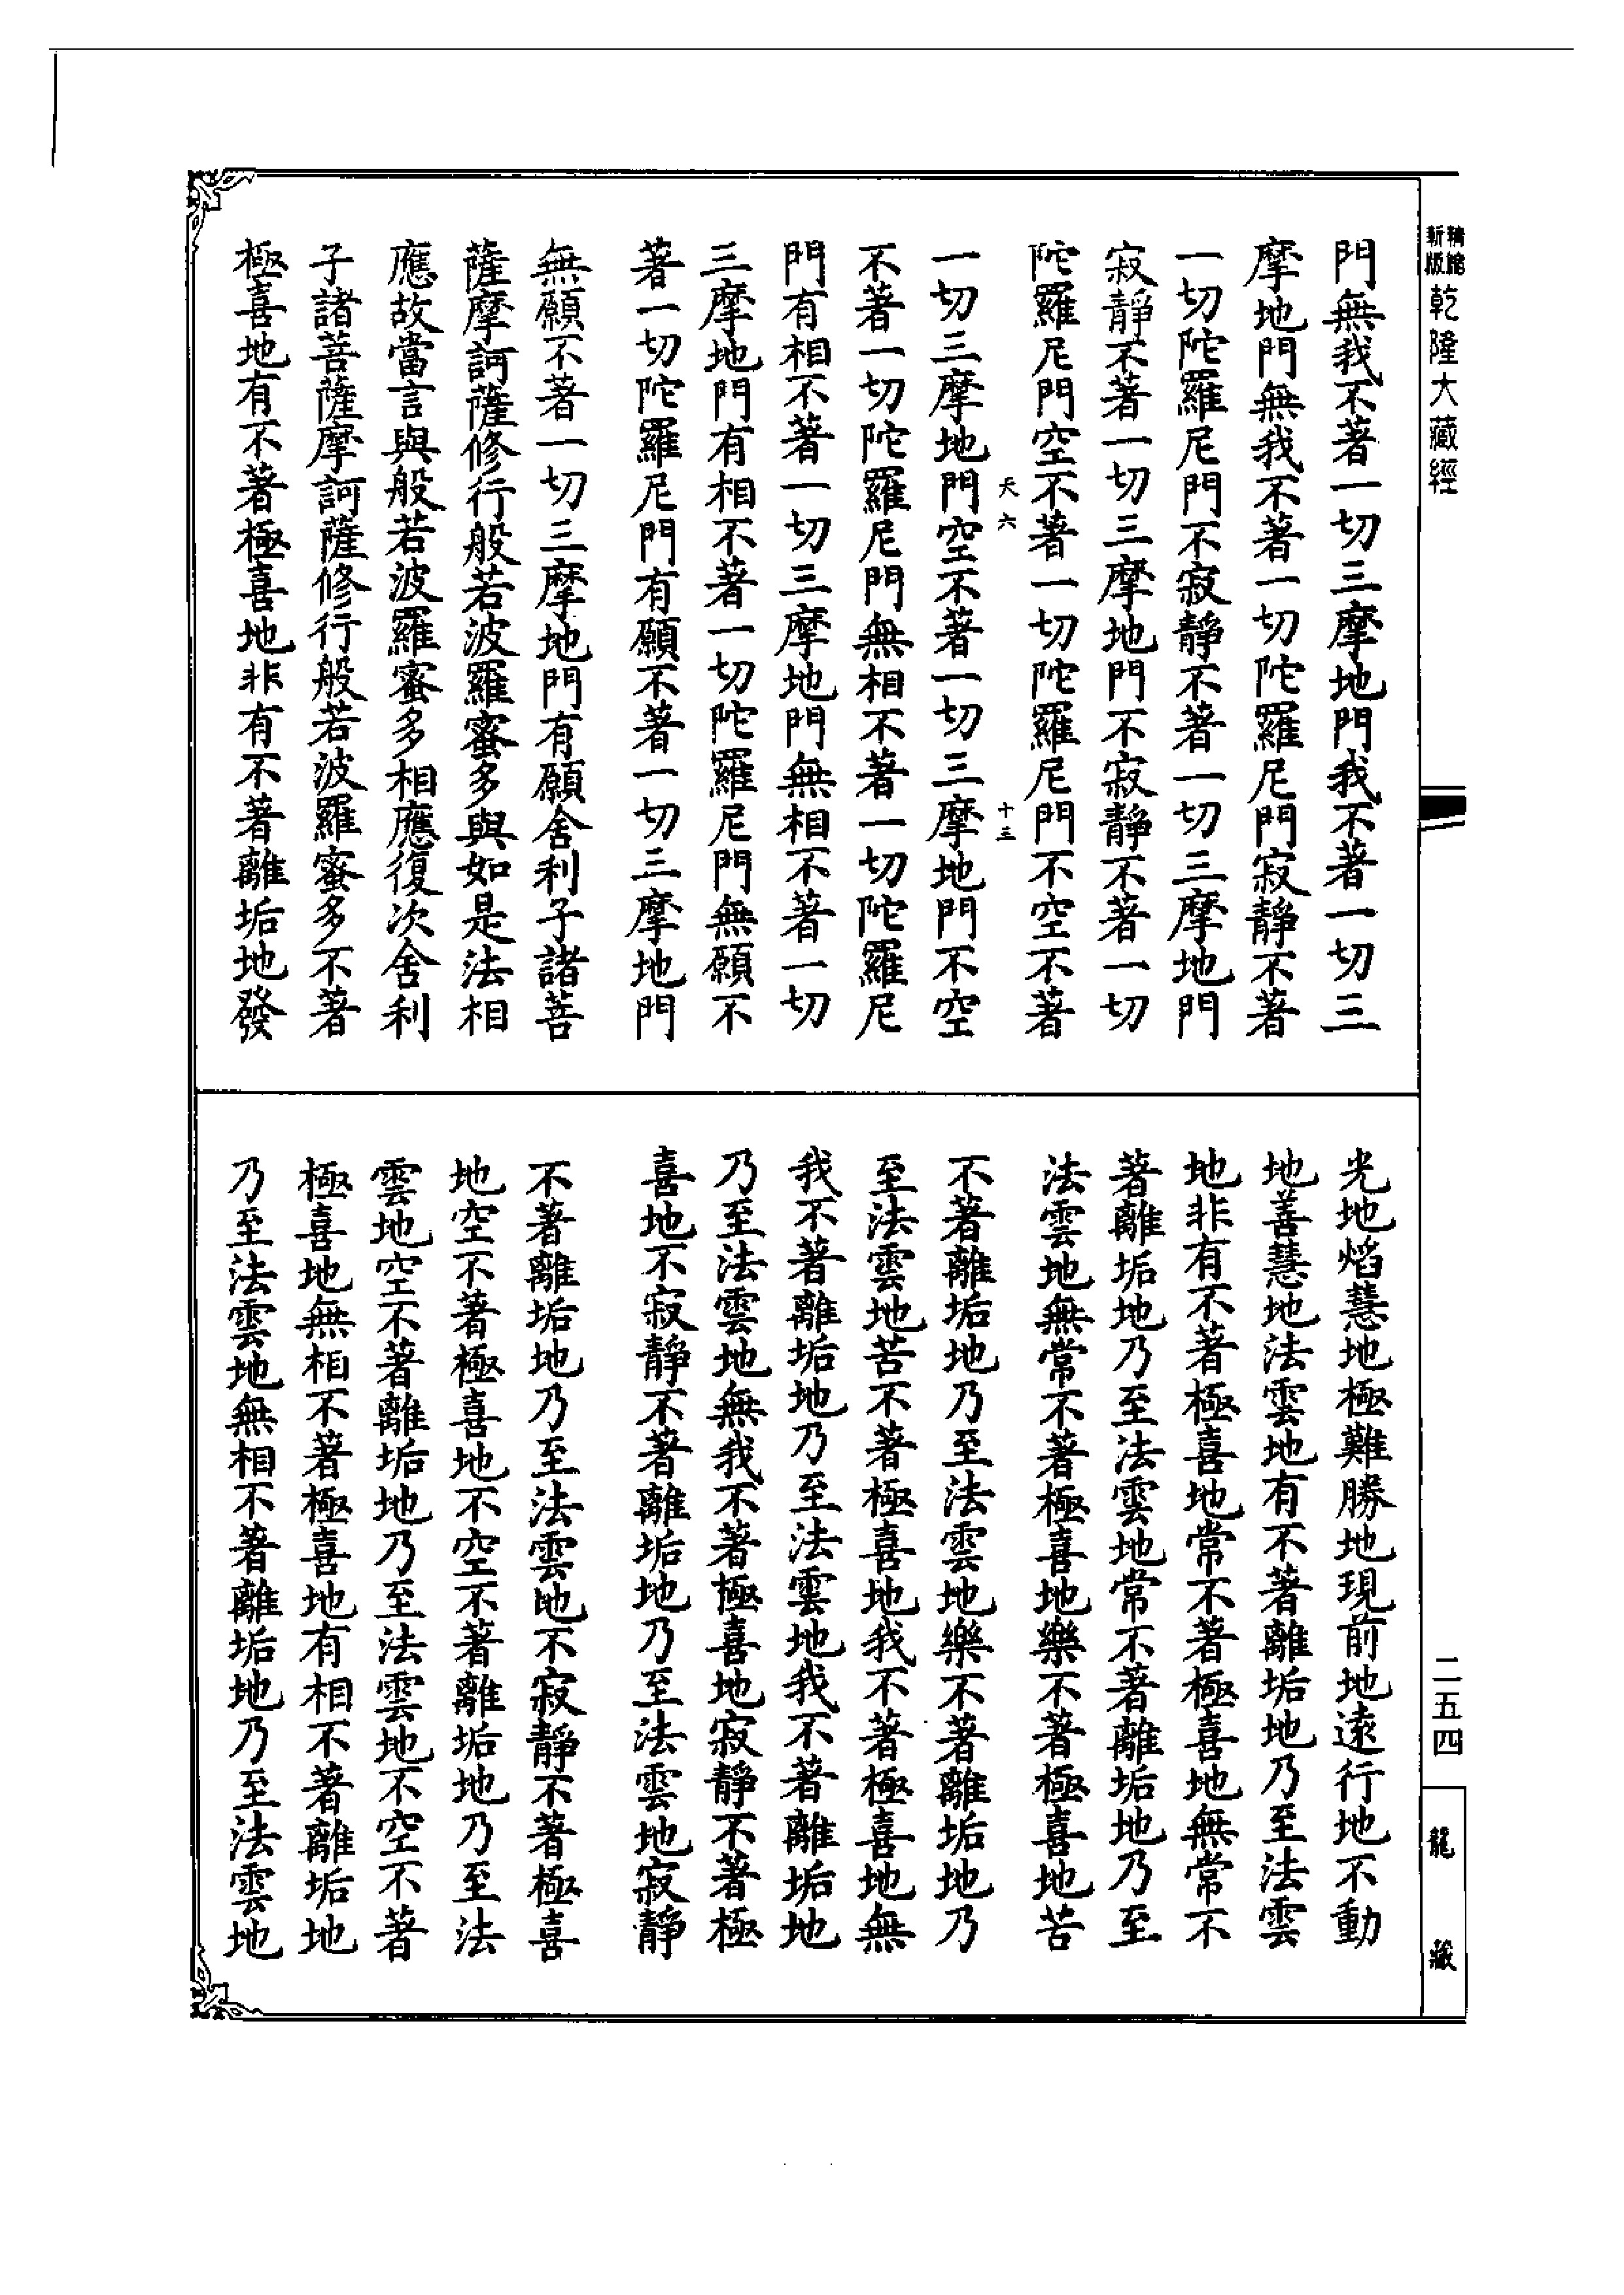 精縮新版乾隆大藏經
門無我不著一切三摩地門我不著一切三
摩地門無我不著一切陀羅尼門寂靜不著
一切陀羅尼門不寂靜不著一切三摩地門
寂靜不著一切三摩地門不寂靜不著一切
陀羅尼門空不著一切陀羅尼門不空不著
天六 十三
一切三摩地門空不著一切三摩地門不空
不著一切陀羅尼門無相不著一切陀羅尼
門有相不著一切三摩地門無相不著一切
三摩地門有相不著一切陀羅尼門無願不
著一切陀羅尼門有願不著一切三摩地門
無願不著一切三摩地門有願舍利子諸菩
薩摩訶薩修行般若波羅蜜多與如是法相
應故當言與般若波羅蜜多相應復次舍利
子諸菩薩摩訶薩修行般若波羅蜜多不著
極喜地有不著極喜地非有不著離垢地發
光地焰慧地極難勝地現前地遠行地不動
地善慧地法雲地有不著離垢地乃至法雲
地非有不著極喜地常不著極喜地無常不
著離垢地乃至法雲地常不著離垢地乃至
法雲地無常不著極喜地樂不著極喜地苦
不著離垢地乃至法雲地樂不著離垢地乃
至法雲地苦不著極喜地我不著極喜地無
我不著離垢地乃至法雲地我不著離垢地
乃至法雲地無我不著極喜地寂靜不著極
喜地不寂靜不著離垢地乃至法雲地寂靜
不著離垢地乃至法雲地不寂靜不著極喜
地空不著極喜地不空不著離垢地乃至法
雲地空不著離垢地乃至法雲地不空不著
極喜地無相不著極喜地有相不著離垢地
乃至法雲地無相不著離垢地乃至法雲地
二五四
龍藏